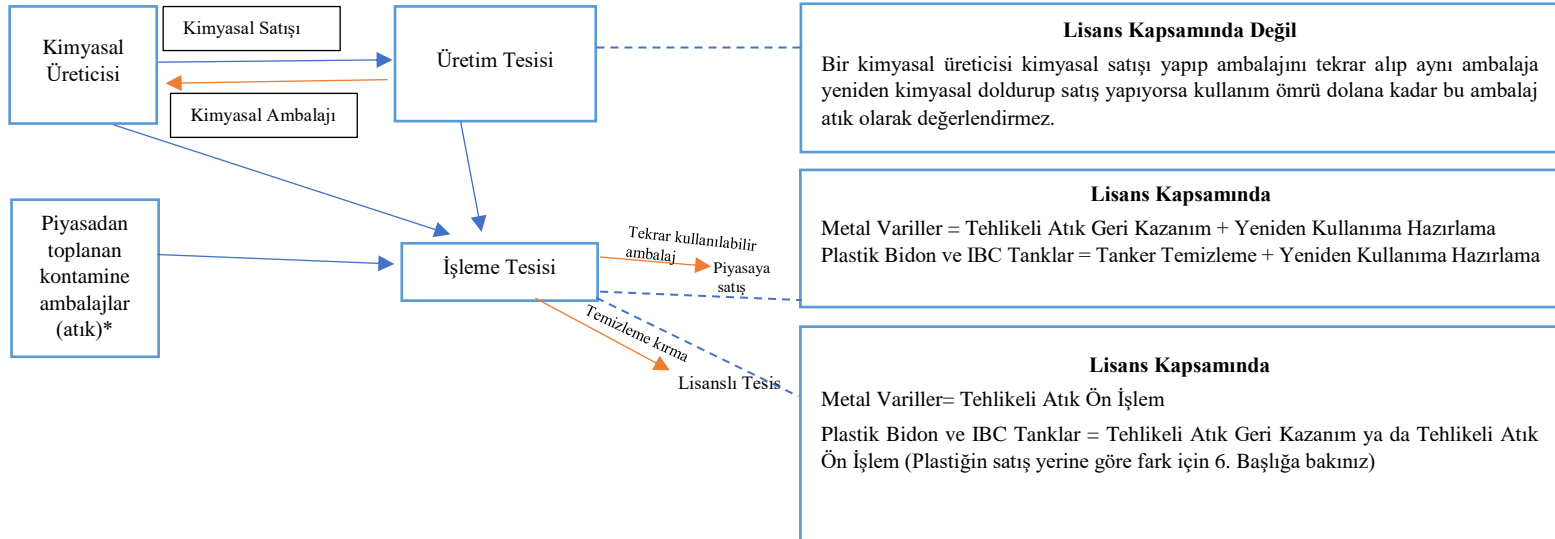 Kimyasal
Üreticisi
Kimyasal Satışı
Kimyasal Ambalajı
Üretim Tesisi
Lisans Kapsamında Değil
Bir kimyasal üreticisi kimyasal satışı yapıp ambalajını tekrar alıp aynı ambalaja
yeniden kimyasal doldurup satış yapıyorsa kullanım ömrü dolana kadar bu ambalaj
atık olarak değerlendirmez.
Piyasadan
toplanan
kontamine
ambalajlar
(atık)*
İşleme Tesisi
Tekrar kullanılabilir
ambalaj
Piyasaya
satış
Temizleme kırma
Lisanslı Tesis
Lisans Kapsamında
Metal Variller = Tehlikeli Atık Geri Kazanım + Yeniden Kullanıma Hazırlama
Plastik Bidon ve IBC Tanklar = Tanker Temizleme + Yeniden Kullanıma Hazırlama
Lisans Kapsamında
Metal Variller= Tehlikeli Atık Ön İşlem
Plastik Bidon ve IBC Tanklar = Tehlikeli Atık Geri Kazanım ya da Tehlikeli Atık
Ön İşlem (Plastiğin satış yerine göre fark için 6. Başlığa bakınız)